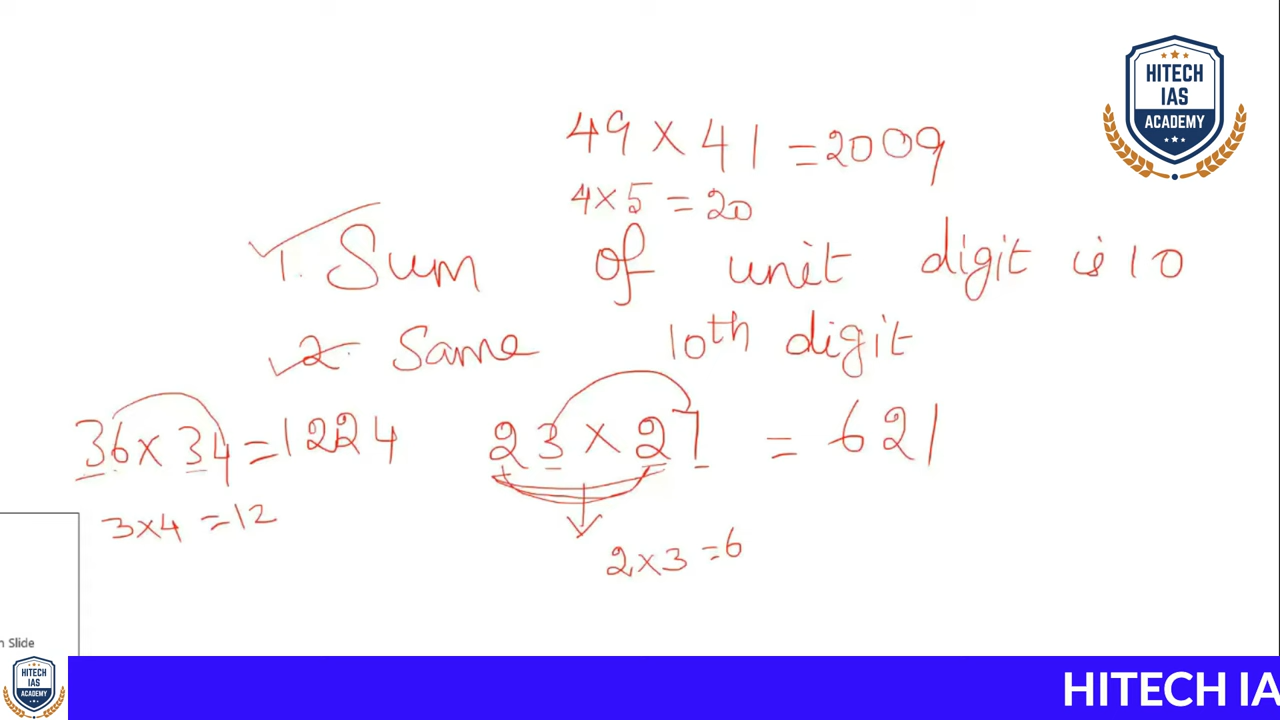 HITECH
IAS
ACADEMY
49 × 41 = 2009
4×5 = 20
1. Sum of unit digit is 10
2. Same 10th digit
36 × 34 = 1224
23 × 27 = 621
3×4 = 12
2×3 = 6
n Slide
HITECH
IAS
ACADEMY
HITECH IA